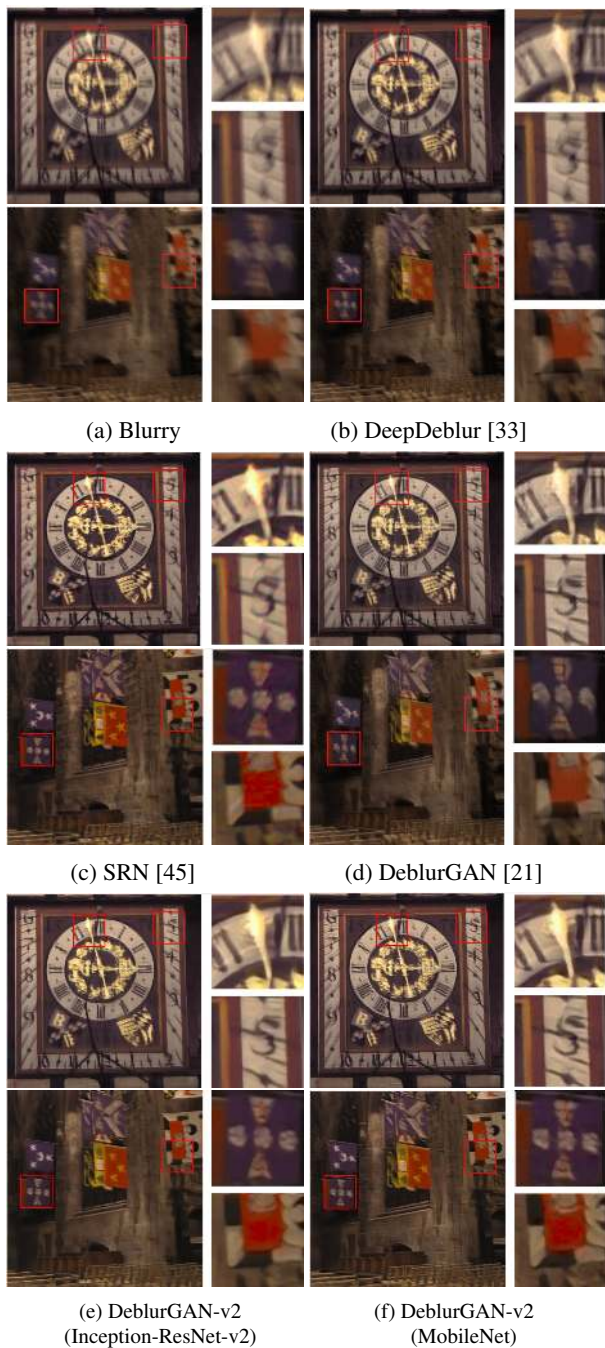 (a) Blurry
(b) DeepDeblur [33]
(c) SRN [45]
(d) DeblurGAN [21]
(e) DeblurGAN-v2
(Inception-ResNet-v2)
(f) DeblurGAN-v2
(MobileNet)